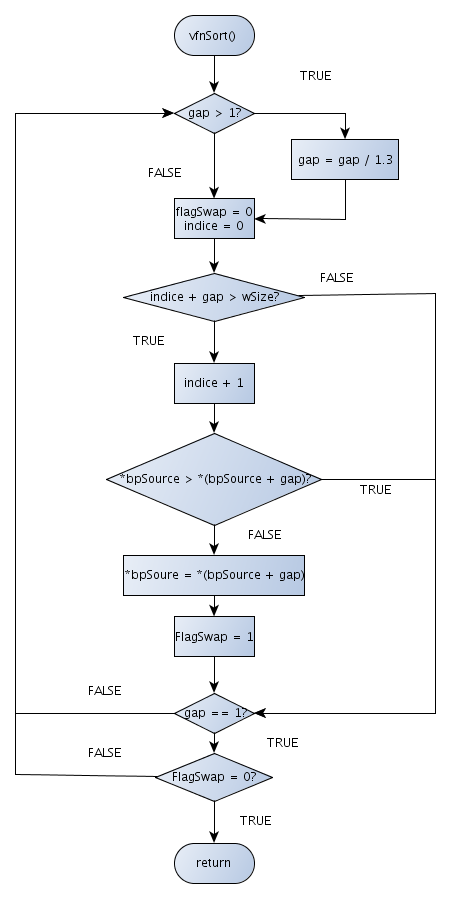 vfnSort()
TRUE
gap > 1?
gap = gap / 1.3
FALSE
flagSwap = 0
indice = 0
FALSE
indice + gap > wSize?
TRUE
indice + 1
*bpSource > *(bpSource + gap)?
TRUE
FALSE
*bpSoure = *(bpSource + gap)
FlagSwap = 1
FALSE
gap == 1?
TRUE
FALSE
FlagSwap = 0?
TRUE
return